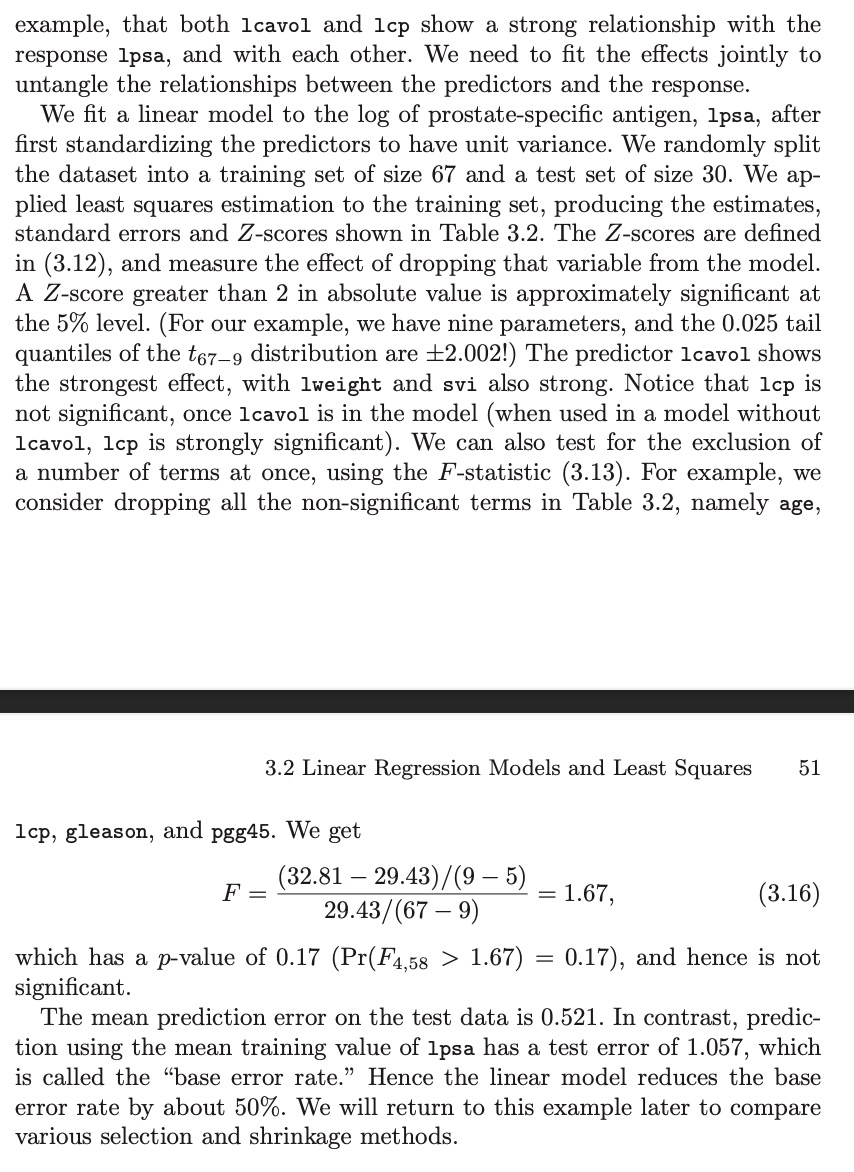 example, that both lcavol and lcp show a strong relationship with the
response lpsa, and with each other. We need to fit the effects jointly to
untangle the relationships between the predictors and the response.
We fit a linear model to the log of prostate-specific antigen, lpsa, after
first standardizing the predictors to have unit variance. We randomly split
the dataset into a training set of size 67 and a test set of size 30. We ap-
plied least squares estimation to the training set, producing the estimates,
standard errors and Z-scores shown in Table 3.2. The Z-scores are defined
in (3.12), and measure the effect of dropping that variable from the model.
A Z-score greater than 2 in absolute value is approximately significant at
the 5% level. (For our example, we have nine parameters, and the 0.025 tail
quantiles of the t₆₇₋₉ distribution are ±2.002!) The predictor lcavol shows
the strongest effect, with lweight and svi also strong. Notice that lcp is
not significant, once lcavol is in the model (when used in a model without
lcavol, lcp is strongly significant). We can also test for the exclusion of
a number of terms at once, using the F-statistic (3.13). For example, we
consider dropping all the non-significant terms in Table 3.2, namely age,
3.2 Linear Regression Models and Least Squares 51
lcp, gleason, and pgg45. We get
F = (32.81 − 29.43)/(9 − 5) / 29.43/(67 − 9) = 1.67, (3.16)
which has a p-value of 0.17 (Pr(F₄,₅₈ > 1.67) = 0.17), and hence is not
significant.
The mean prediction error on the test data is 0.521. In contrast, predic-
tion using the mean training value of lpsa has a test error of 1.057, which
is called the “base error rate.” Hence the linear model reduces the base
error rate by about 50%. We will return to this example later to compare
various selection and shrinkage methods.